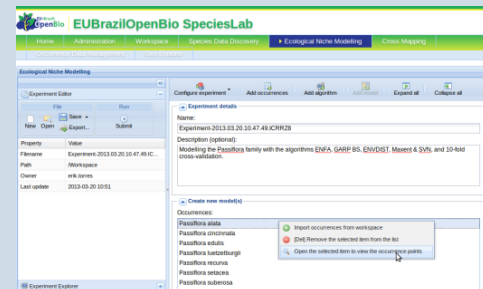 EUBrazil
OpenBio
EUBrazilOpenBio SpeciesLab
Home Administration Workspace Species Data Discovery Ecological Niche Modelling Cross Mapping
Ecological Niche Modelling
Experiment Editor
File Run
New Open Save Export... Submit
Property Value
Filename Experiment-2013.03.20.10.47.49.IC...
Path /Workspace
Owner erik.torres
Last update 2013-03-20 10:51
Experiment Explorer
Configure experiment Add occurrences Add algorithm Add model Expand all Collapse all
Experiment details
Name:
Experiment-2013.03.20.10.47.49.ICRRZ8
Description (optional):
Modelling the Passiflora family with the algorithms ENFA, GARP BS, ENVDIST, Maxent & SVN, and 10-fold
cross-validation.
Create new model(s)
Occurrences:
Passiflora alata
Passiflora cincinnata
Passiflora edulis
Passiflora luetzelburgii
Passiflora recurva
Passiflora setacea
Passiflora suberosa
Import occurrences from workspace
[Del] Remove the selected item from the list
Open the selected item to view the occurrence points